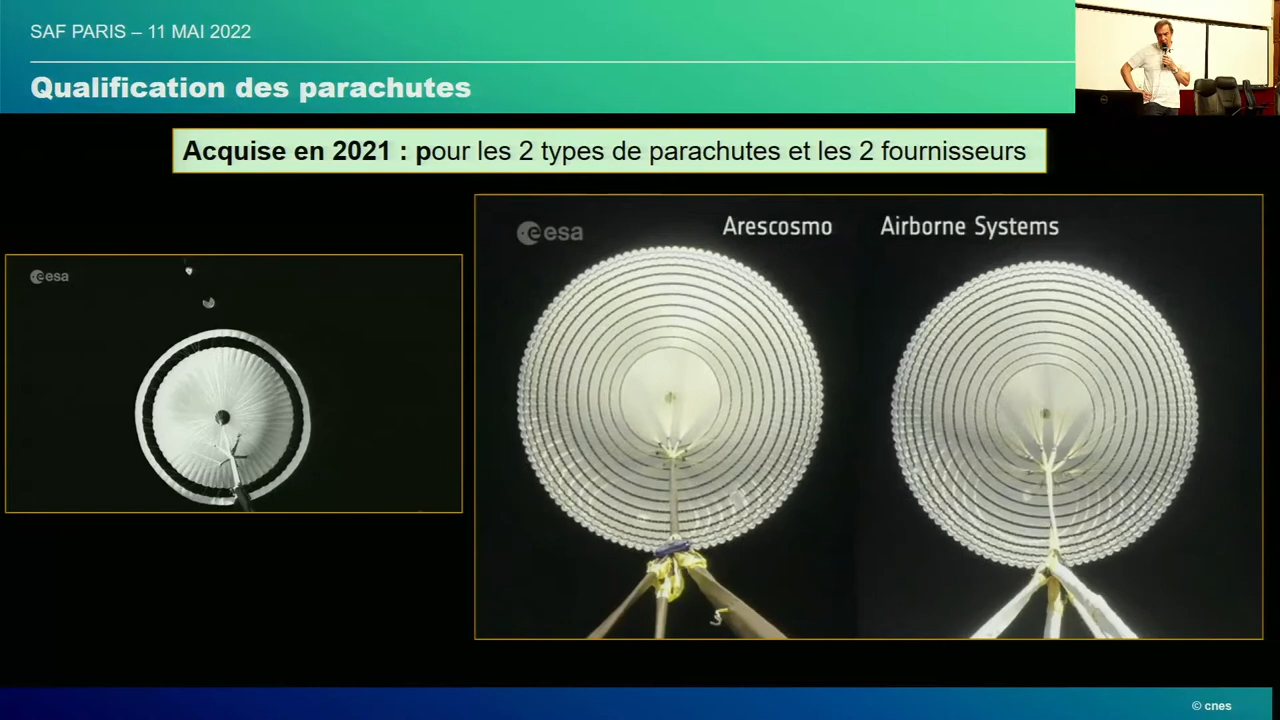 SAF PARIS – 11 MAI 2022
Qualification des parachutes
Acquise en 2021 : pour les 2 types de parachutes et les 2 fournisseurs
esa
esa
Arescosmo
Airborne Systems
© cnes